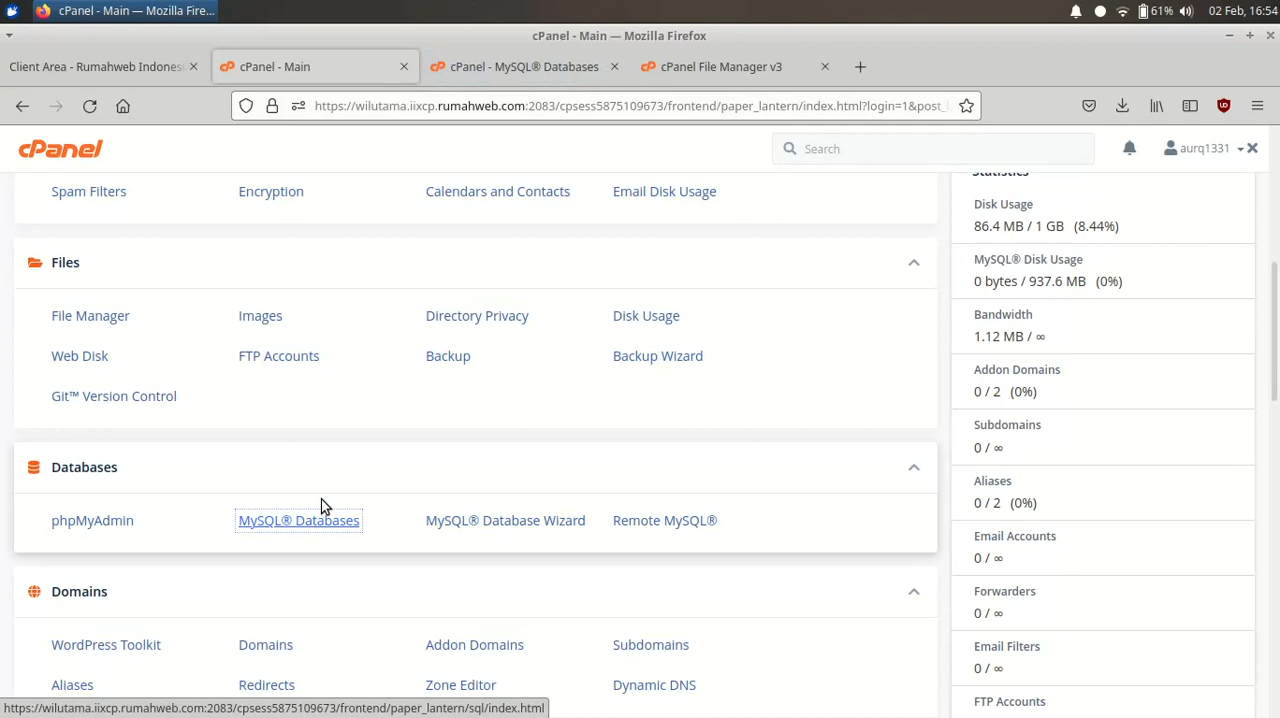 cPanel - Main — Mozilla Fire...
61%
02 Feb, 16:54
cPanel - Main — Mozilla Firefox
Client Area - Rumahweb Indones
cPanel - Main
cPanel - MySQL® Databases
cPanel File Manager v3
https://wilutama.iixcp.rumahweb.com:2083/cpsess5875109673/frontend/paper_lantern/index.html?login=1&post_
cPanel
Search
aurq1331
Spam Filters
Encryption
Calendars and Contacts
Email Disk Usage
Files
File Manager
Images
Directory Privacy
Disk Usage
Web Disk
FTP Accounts
Backup
Backup Wizard
Git™ Version Control
Databases
phpMyAdmin
MySQL® Databases
MySQL® Database Wizard
Remote MySQL®
Domains
WordPress Toolkit
Domains
Addon Domains
Subdomains
Aliases
Redirects
Zone Editor
Dynamic DNS
Statistics
Disk Usage
86.4 MB / 1 GB (8.44%)
MySQL® Disk Usage
0 bytes / 937.6 MB (0%)
Bandwidth
1.12 MB / ∞
Addon Domains
0 / 2 (0%)
Subdomains
0 / ∞
Aliases
0 / 2 (0%)
Email Accounts
0 / ∞
Forwarders
0 / ∞
Email Filters
0 / ∞
FTP Accounts
https://wilutama.iixcp.rumahweb.com:2083/cpsess5875109673/frontend/paper_lantern/sql/index.html